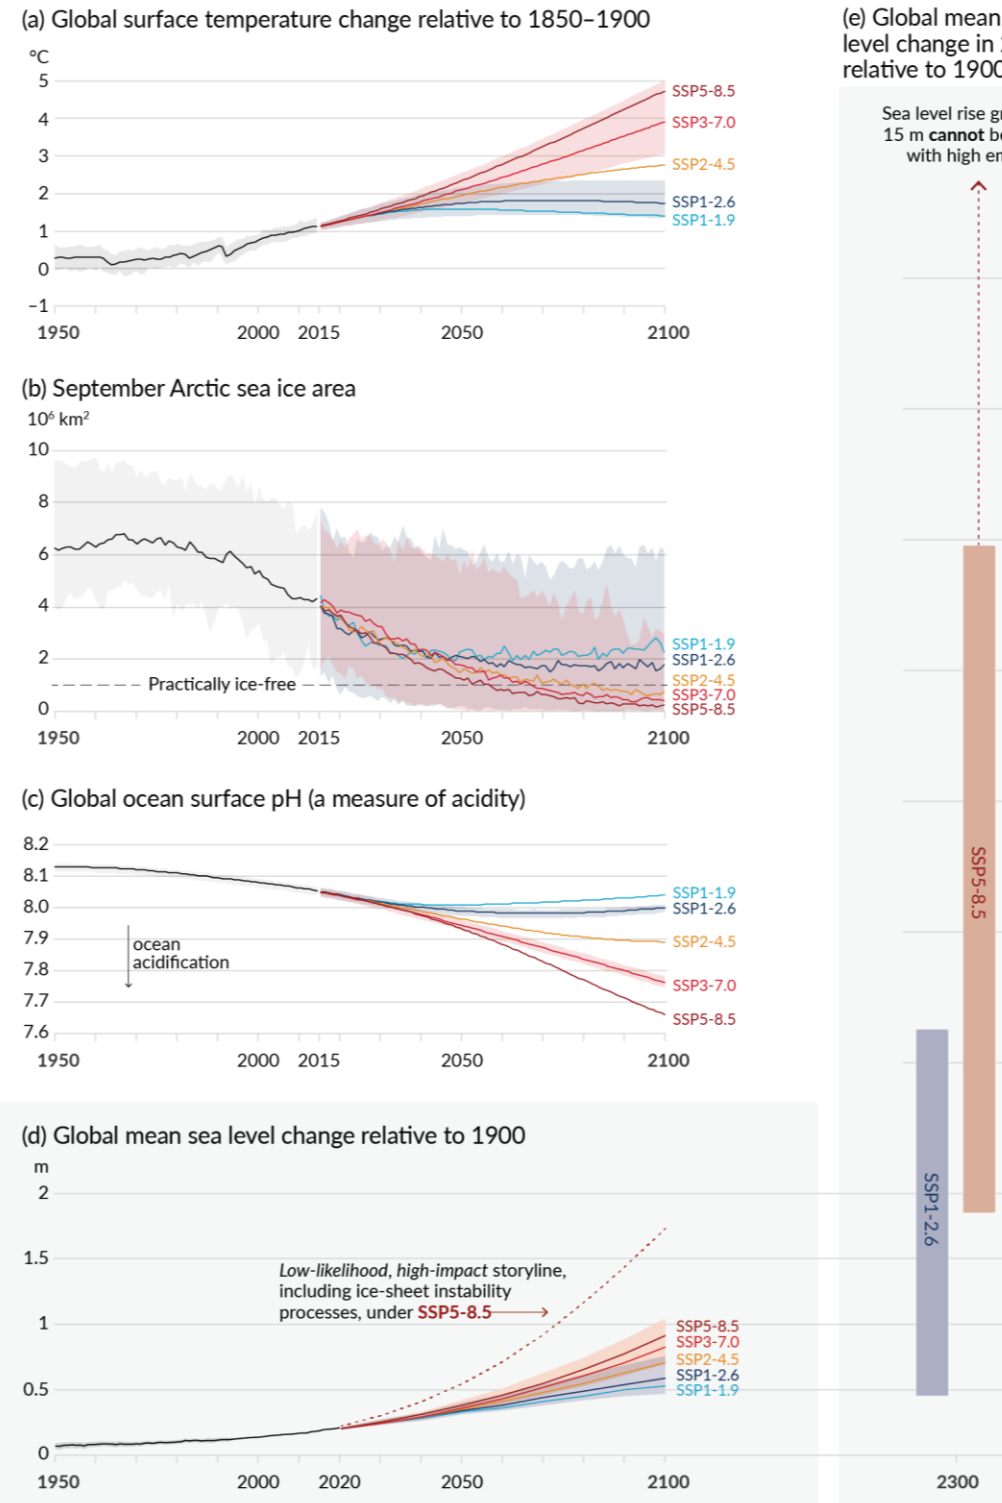 (a) Global surface temperature change relative to 1850–1900
°C
5
4
3
2
1
0
–1
SSP5-8.5
SSP3-7.0
SSP2-4.5
SSP1-2.6
SSP1-1.9
1950 2000 2015 2050 2100
(b) September Arctic sea ice area
10⁶ km²
10
8
6
4
2
0
Practically ice-free
SSP1-1.9
SSP1-2.6
SSP2-4.5
SSP3-7.0
SSP5-8.5
1950 2000 2015 2050 2100
(c) Global ocean surface pH (a measure of acidity)
8.2
8.1
8.0
7.9
7.8
7.7
7.6
ocean
acidification
SSP1-1.9
SSP1-2.6
SSP2-4.5
SSP3-7.0
SSP5-8.5
1950 2000 2015 2050 2100
(d) Global mean sea level change relative to 1900
m
2
1.5
1
0.5
0
Low-likelihood, high-impact storyline,
including ice-sheet instability
processes, under SSP5-8.5
SSP5-8.5
SSP3-7.0
SSP2-4.5
SSP1-2.6
SSP1-1.9
1950 2000 2020 2050 2100
(e) Global mean
level change in
relative to 1900
Sea level rise
15 m cannot
with high
SSP5-8.5
SSP1-2.6
2300